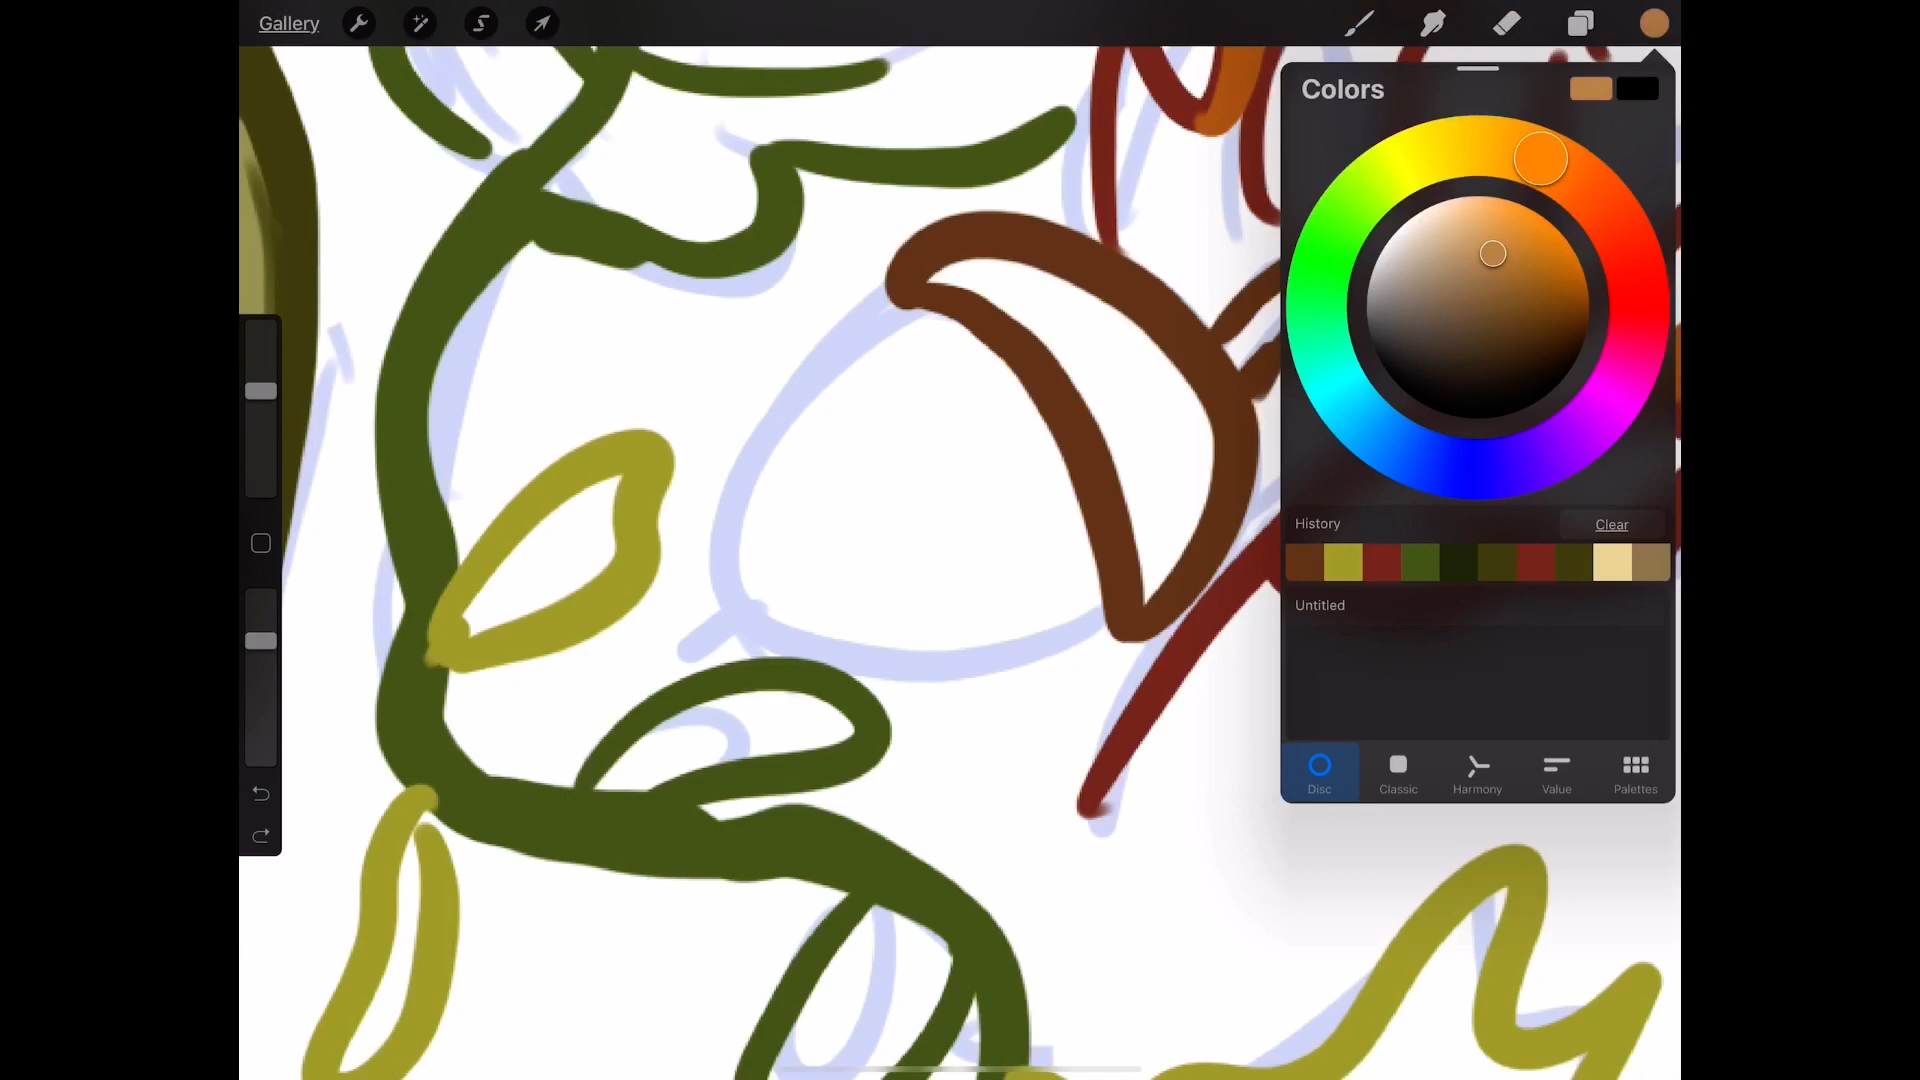 Gallery
Colors
History
Clear
Untitled
Disc
Classic
Harmony
Value
Palettes